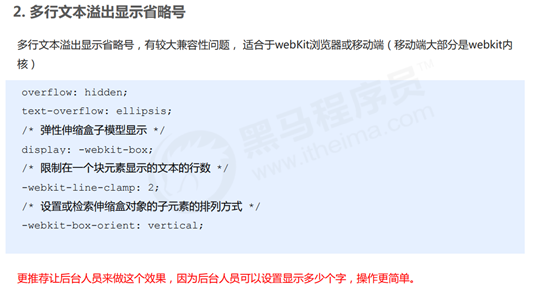 2. 多行文本溢出显示省略号
多行文本溢出显示省略号，有较大兼容性问题， 适合于webKit浏览器或移动端（移动端大部分是webkit内
核）
overflow: hidden;
text-overflow: ellipsis;
/* 弹性伸缩盒子模型显示 */
display: -webkit-box;
/* 限制在一个块元素显示的文本的行数 */
-webkit-line-clamp: 2;
/* 设置或检索伸缩盒对象的子元素的排列方式 */
-webkit-box-orient: vertical;
黑马程序员™
www.itheima.com
更推荐让后台人员来做这个效果，因为后台人员可以设置显示多少个字，操作更简单。